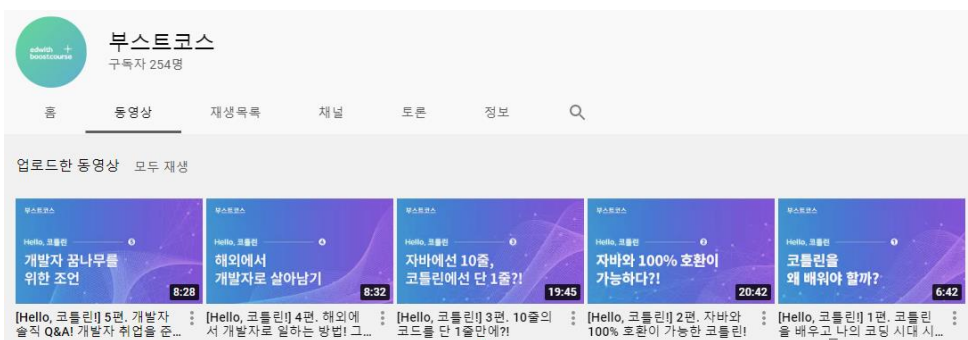 edwith
boostcourse
부스트코스
구독자 254명
홈 동영상 재생목록 채널 토론 정보
업로드한 동영상 모두 재생
부스트코스
Hello, 코틀린 5
개발자 꿈나무를
위한 조언
8:28
[Hello, 코틀린!] 5편. 개발자
솔직 Q&A! 개발자 취업을 준...
부스트코스
Hello, 코틀린 4
해외에서
개발자로 살아남기
8:32
[Hello, 코틀린!] 4편. 해외에
서 개발자로 일하는 방법! 그...
부스트코스
Hello, 코틀린 3
자바에선 10줄,
코틀린에선 단 1줄?!
19:45
[Hello, 코틀린!] 3편. 10줄의
코드를 단 1줄만에?!
부스트코스
Hello, 코틀린 2
자바와 100% 호환이
가능하다?!
20:42
[Hello, 코틀린!] 2편. 자바와
100% 호환이 가능한 코틀린!
부스트코스
Hello, 코틀린 1
코틀린을
왜 배워야 할까?
6:42
[Hello, 코틀린!] 1편. 코틀린
을 배우고 나의 코딩 시대 시...